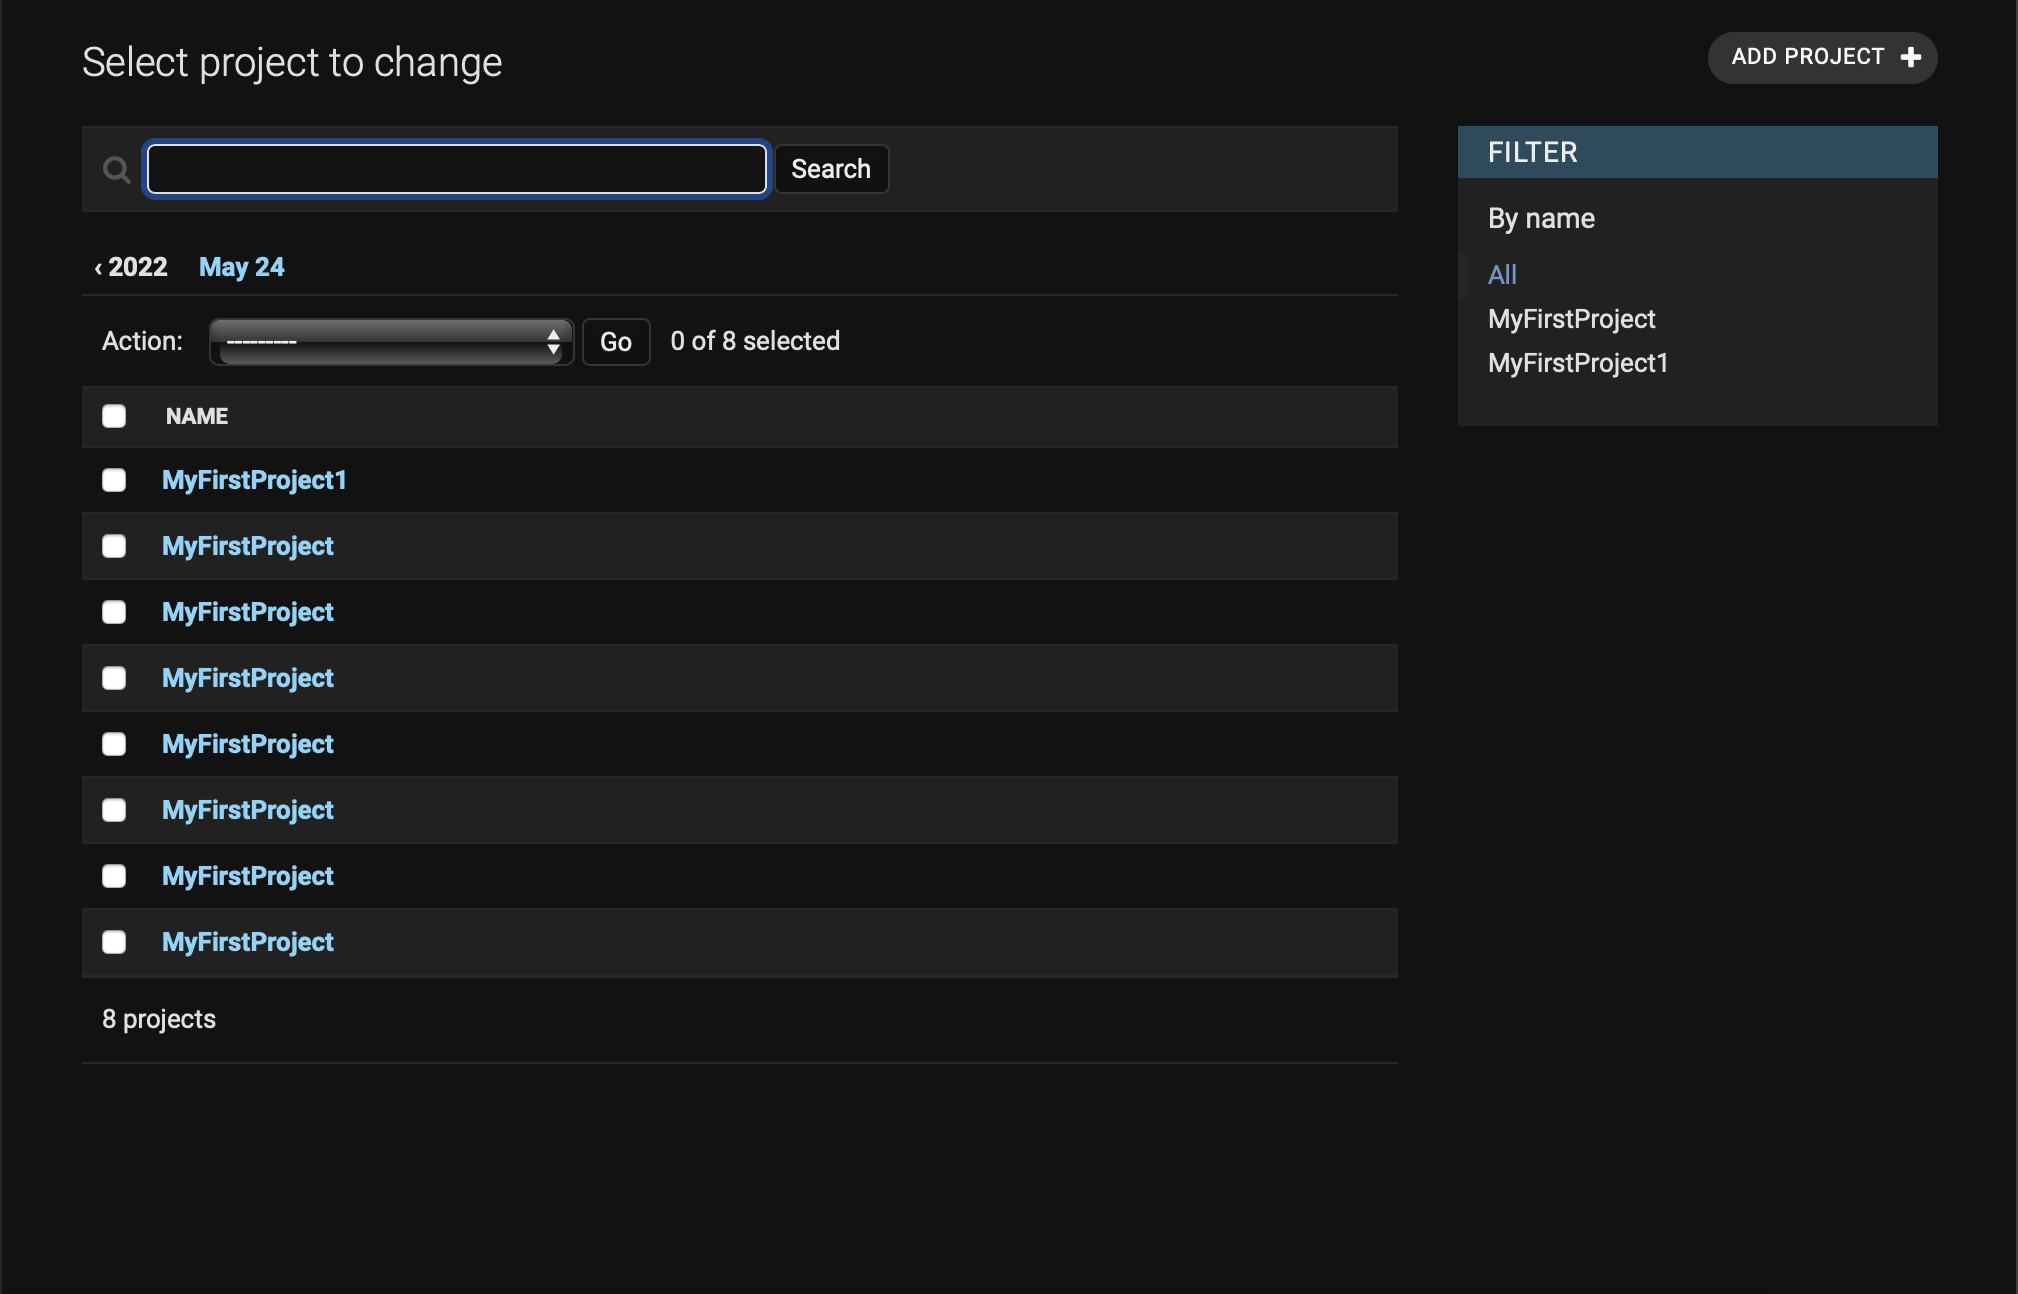 Select project to change
ADD PROJECT +
Search
‹ 2022 May 24
Action: --------- Go 0 of 8 selected
NAME
MyFirstProject1
MyFirstProject
MyFirstProject
MyFirstProject
MyFirstProject
MyFirstProject
MyFirstProject
MyFirstProject
8 projects
FILTER
By name
All
MyFirstProject
MyFirstProject1